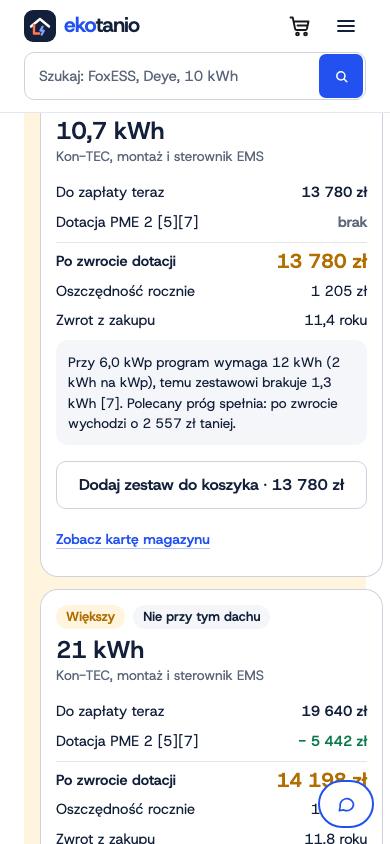 ekotanio
Szukaj: FoxESS, Deye, 10 kWh
10,7 kWh
Kon-TEC, montaż i sterownik EMS
Do zapłaty teraz 13 780 zł
Dotacja PME 2 [5][7] brak
Po zwrocie dotacji 13 780 zł
Oszczędność rocznie 1 205 zł
Zwrot z zakupu 11,4 roku
Przy 6,0 kWp program wymaga 12 kWh (2
kWh na kWp), temu zestawowi brakuje 1,3
kWh [7]. Polecany próg spełnia: po zwrocie
wychodzi o 2 557 zł taniej.
Dodaj zestaw do koszyka · 13 780 zł
Zobacz kartę magazynu
Większy Nie przy tym dachu
21 kWh
Kon-TEC, montaż i sterownik EMS
Do zapłaty teraz 19 640 zł
Dotacja PME 2 [5][7] − 5 442 zł
Po zwrocie dotacji 14 198 zł
Oszczędność rocznie
Zwrot z zakupu 11,8 roku